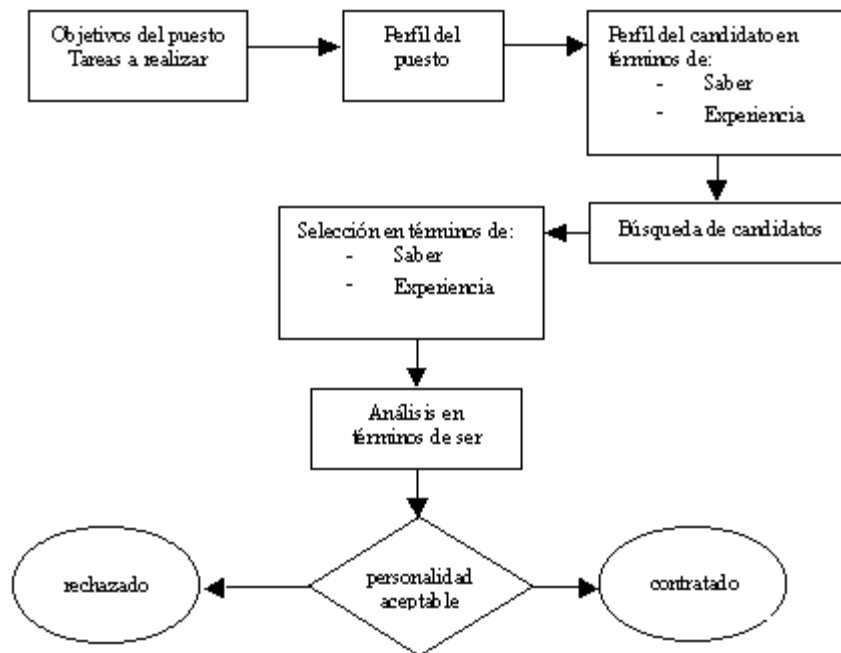 Objetivos del puesto
Tareas a realizar
Perfil del
puesto
Perfil del candidato en
términos de:
- Saber
- Experiencia
Búsqueda de candidatos
Selección en términos de:
- Saber
- Experiencia
Análisis en
términos de ser
personalidad
aceptable
rechazado
contratado